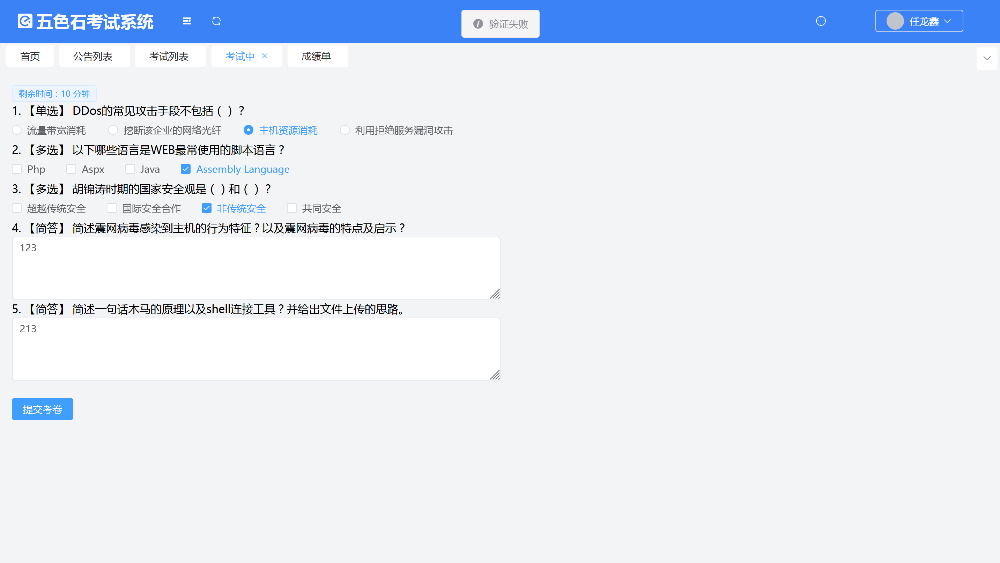 五色石考试系统
验证失败
任龙鑫
首页 公告列表 考试列表 考试中 成绩单
剩余时间：10 分钟
1. 【单选】 DDos的常见攻击手段不包括（ ）？
流量带宽消耗 挖断该企业的网络光纤 主机资源消耗 利用拒绝服务漏洞攻击
2. 【多选】 以下哪些语言是WEB最常使用的脚本语言？
Php Aspx Java Assembly Language
3. 【多选】 胡锦涛时期的国家安全观是（ ）和（ ）？
超越传统安全 国际安全合作 非传统安全 共同安全
4. 【简答】 简述震网病毒感染到主机的行为特征？以及震网病毒的特点及启示？
123
5. 【简答】 简述一句话木马的原理以及shell连接工具？并给出文件上传的思路。
213
提交考卷